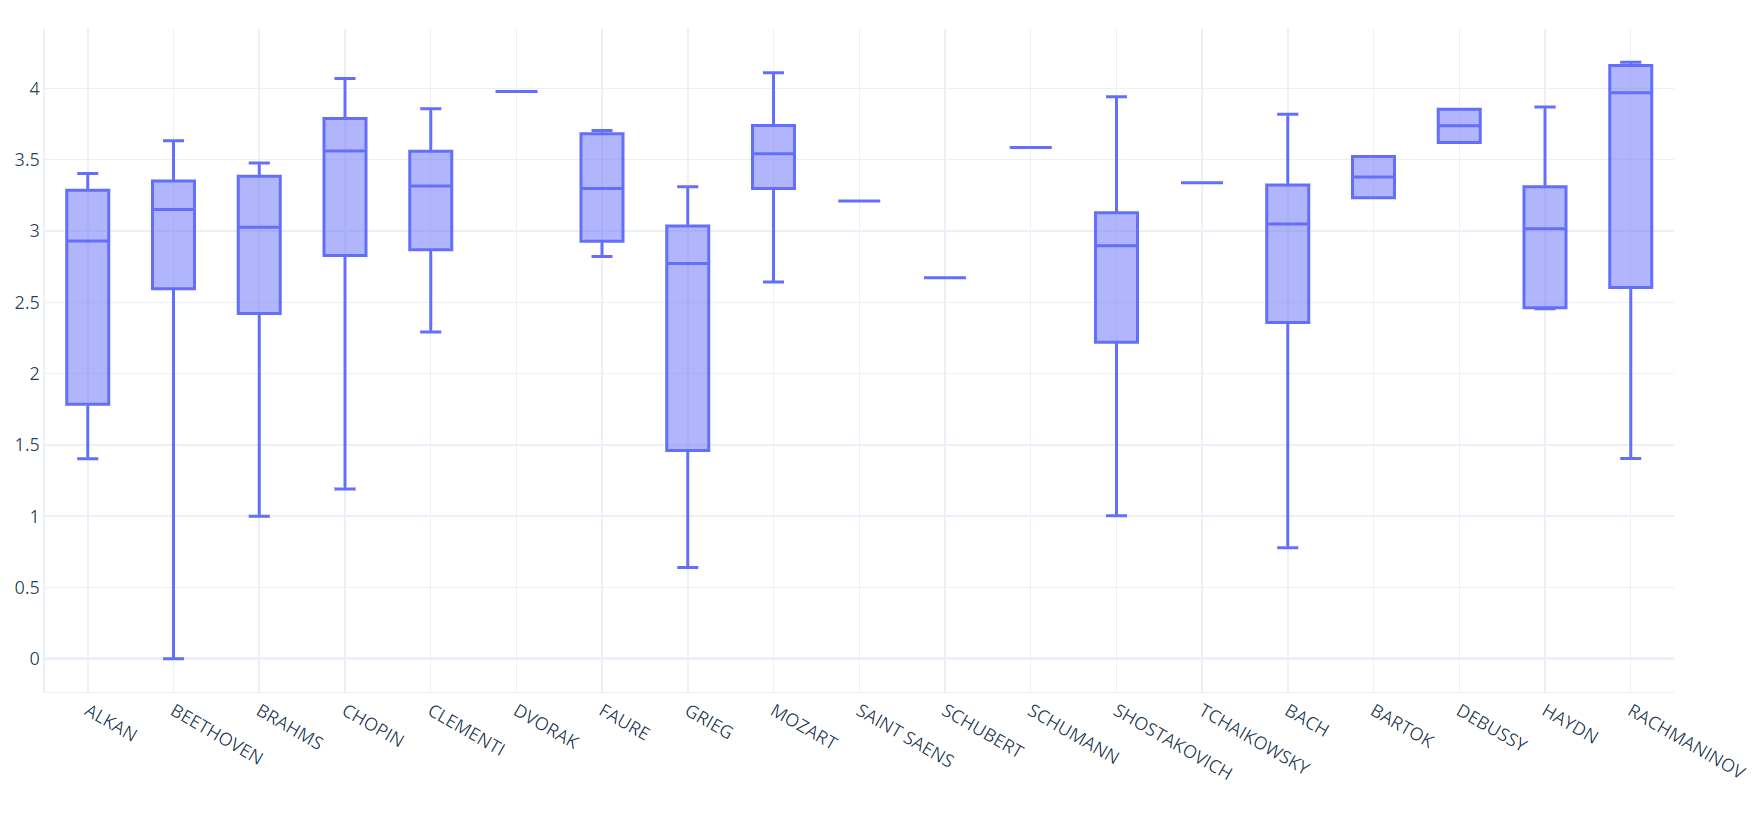 4
3.5
3
2.5
2
1.5
1
0.5
0
ALKAN
BEETHOVEN
BRAHMS
CHOPIN
CLEMENTI
DVORAK
FAURE
GRIEG
MOZART
SAINT SAENS
SCHUBERT
SCHUMANN
SHOSTAKOVICH
TCHAIKOWSKY
BACH
BARTOK
DEBUSSY
HAYDN
RACHMANINOV